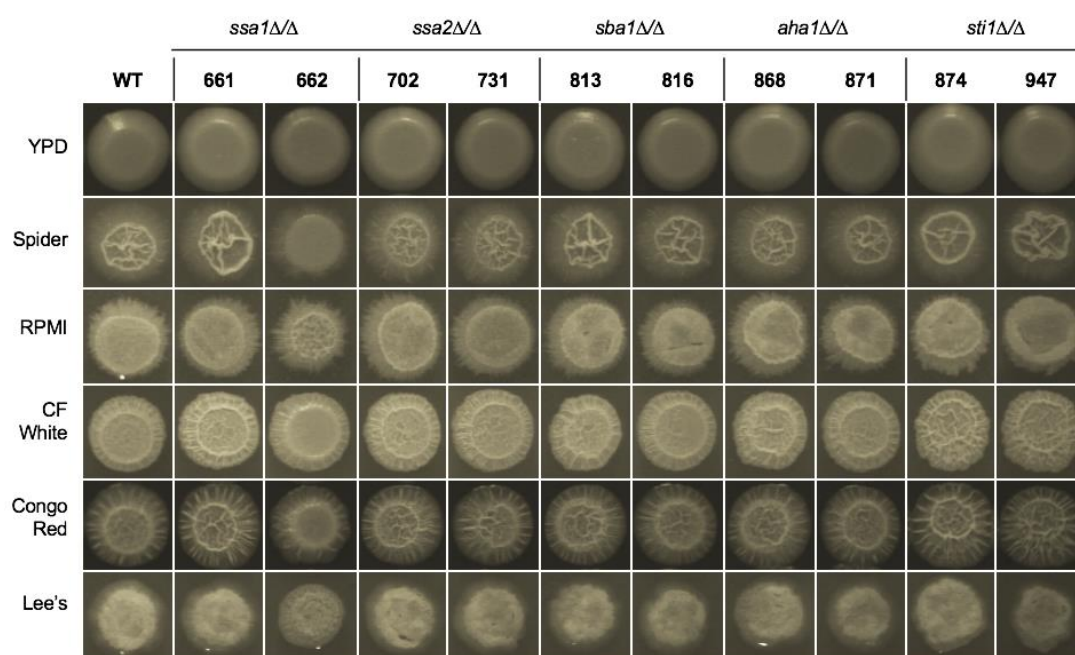 ssa1Δ/Δ ssa2Δ/Δ sba1Δ/Δ aha1Δ/Δ sti1Δ/Δ
WT 661 662 702 731 813 816 868 871 874 947
YPD
Spider
RPMI
CF
White
Congo
Red
Lee's